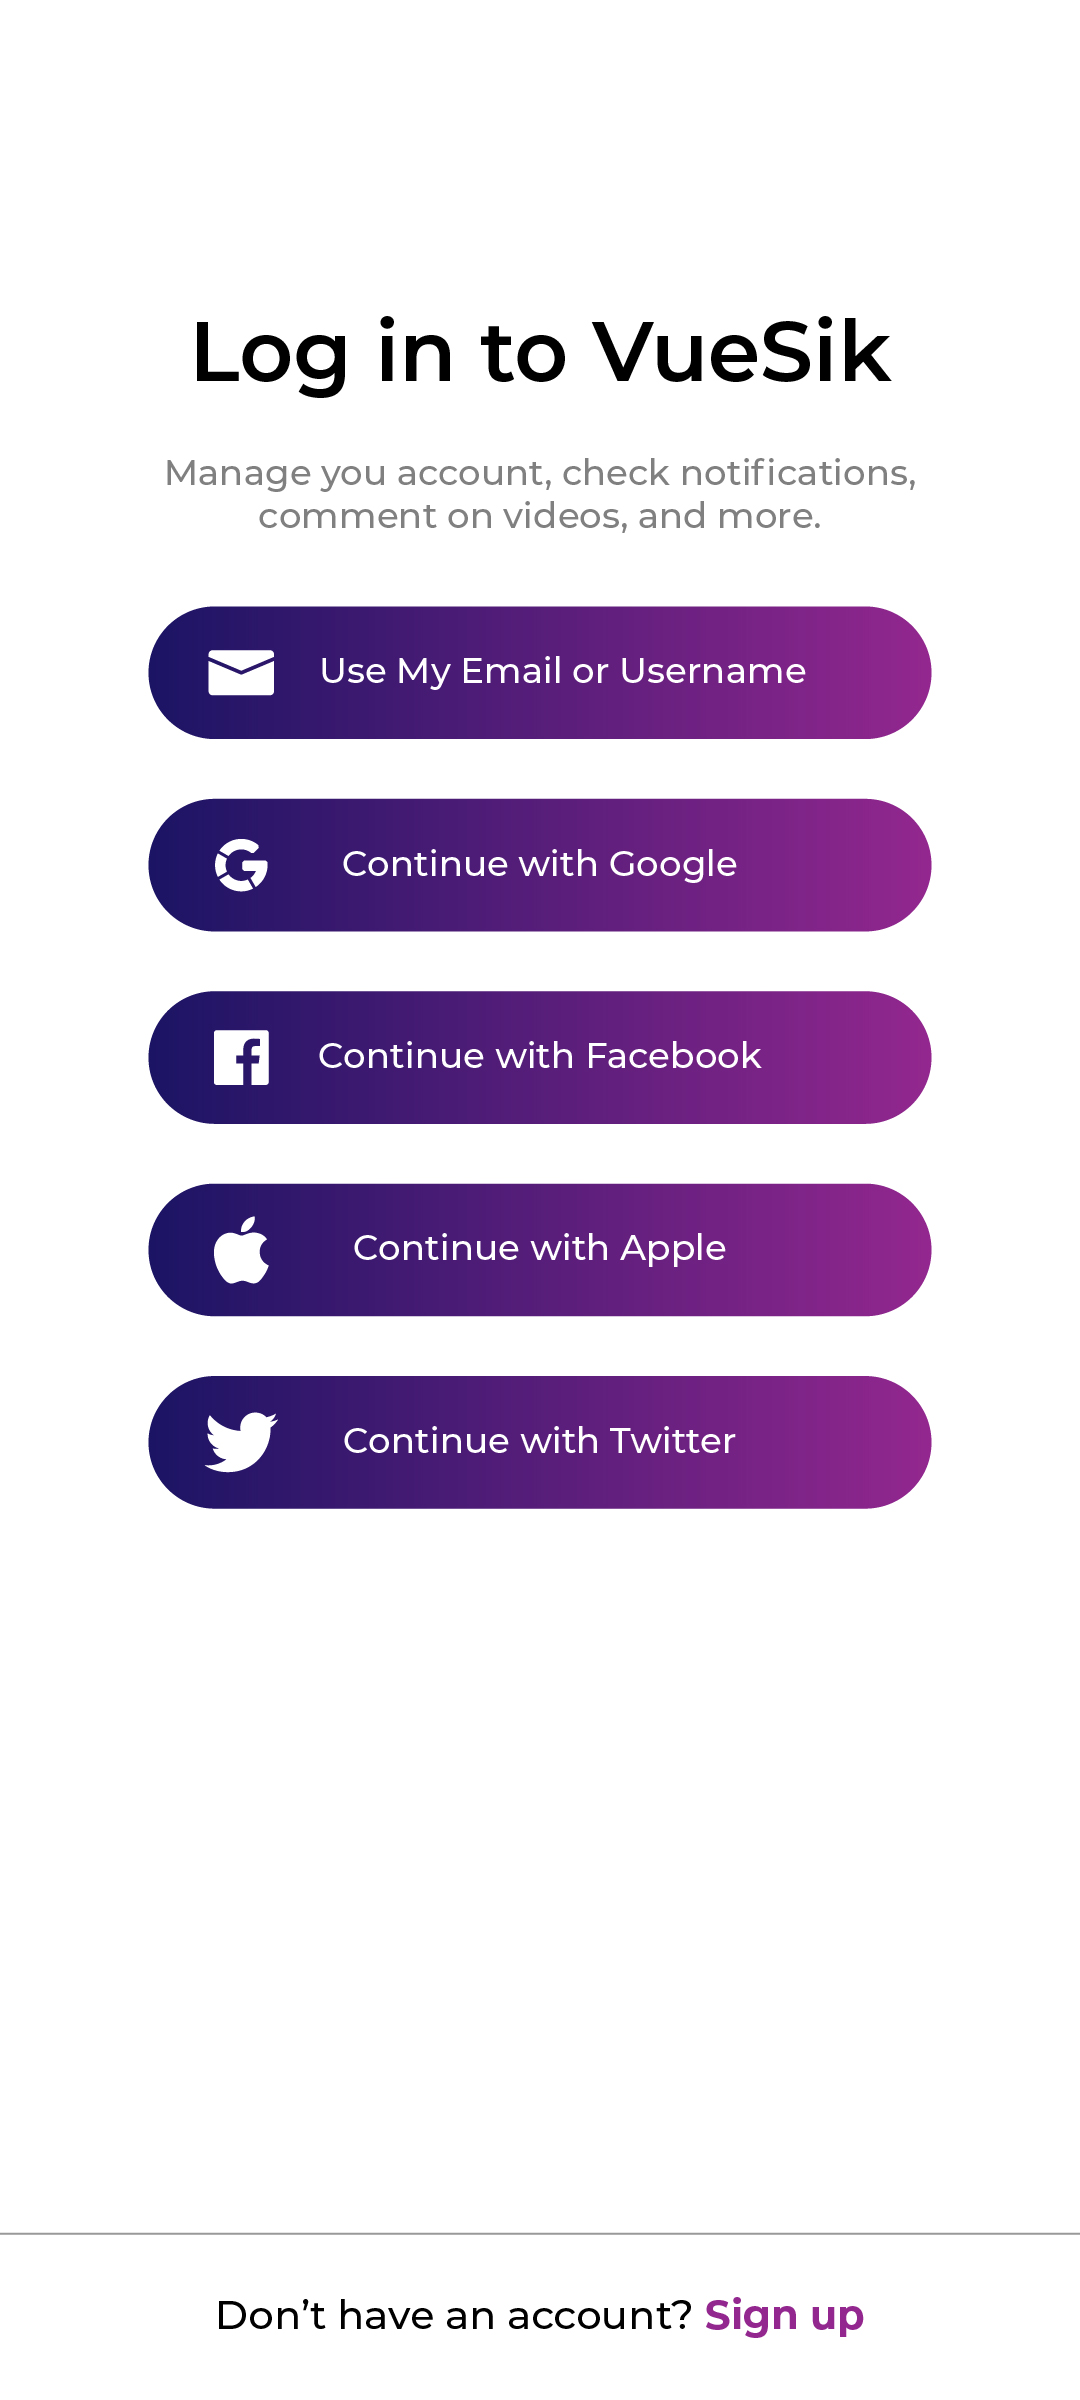 Log in to VueSik
Manage you account, check notifications,
comment on videos, and more.
Use My Email or Username
Continue with Google
Continue with Facebook
Continue with Apple
Continue with Twitter
Don’t have an account? Sign up